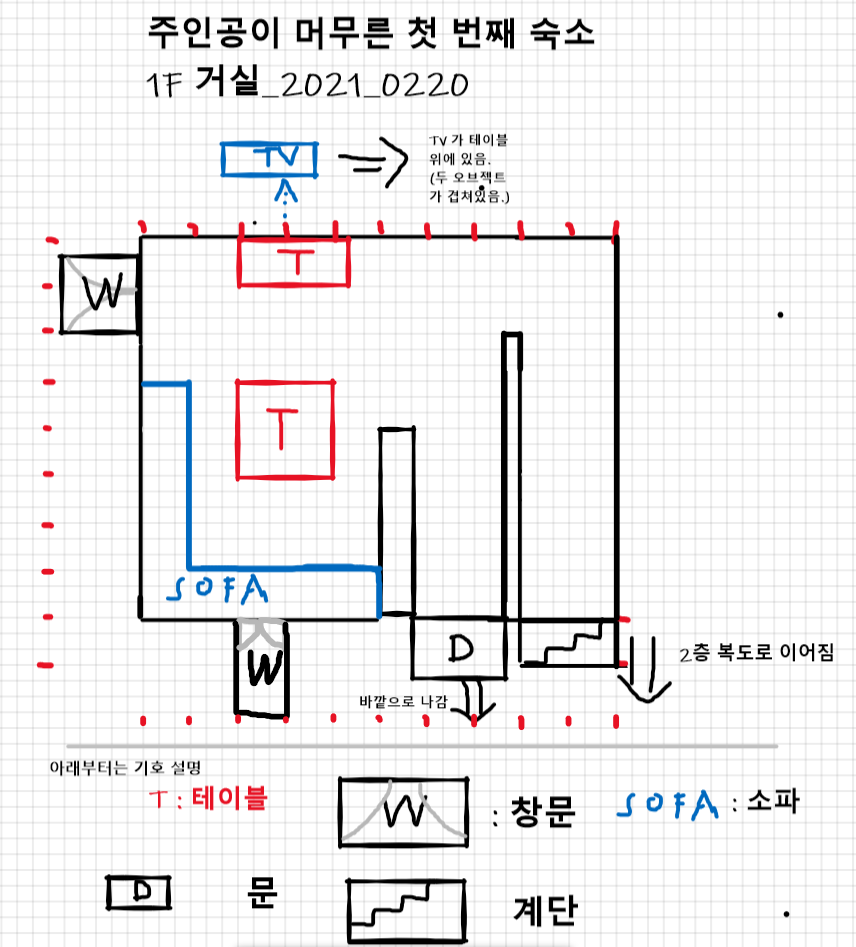 주인공이 머무른 첫 번째 숙소
1F 거실_2021_0220
TV
TV가 테이블
위에 있음.
(두 오브젝트
가 겹쳐있음.)
T
W
T
SOFA
W
D
2층 복도로 이어짐
바깥으로 나감
아래부터는 기호 설명
T : 테이블
W : 창문
SOFA : 소파
D 문
계단